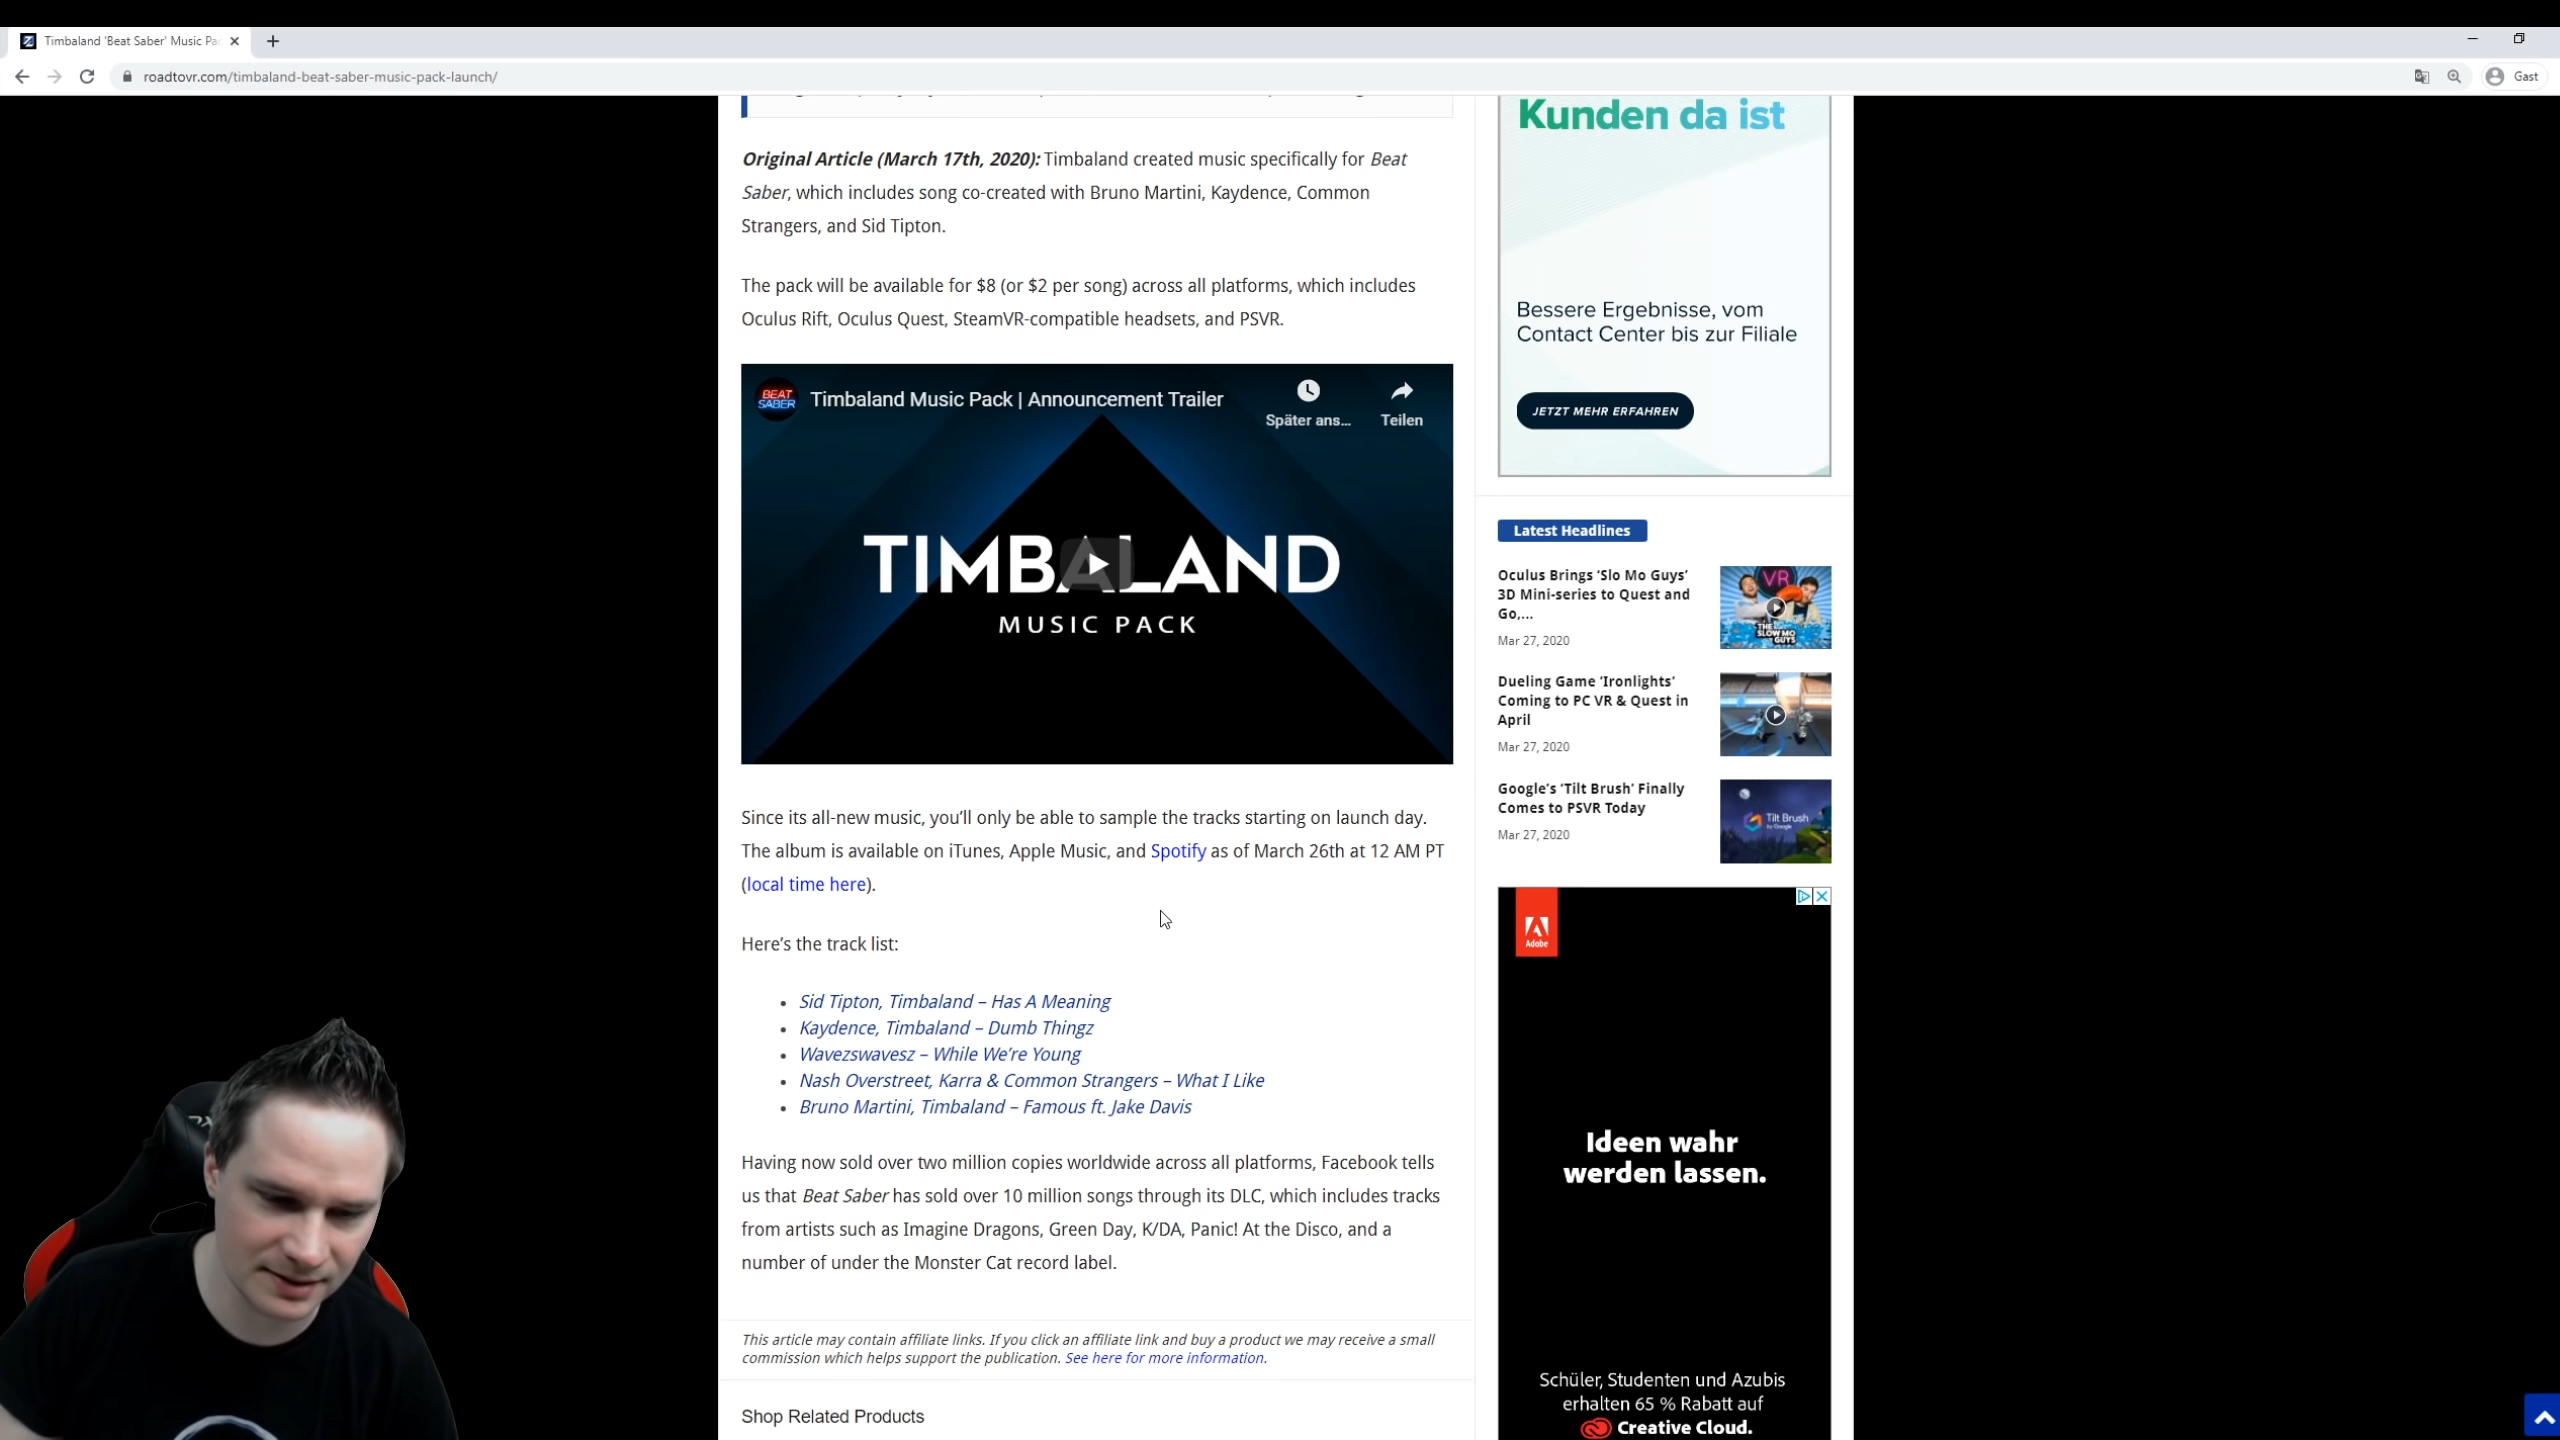 Timbaland 'Beat Saber' Music Pa
roadtovr.com/timbaland-beat-saber-music-pack-launch/
Gast
Original Article (March 17th, 2020): Timbaland created music specifically for Beat
Saber, which includes song co-created with Bruno Martini, Kaydence, Common
Strangers, and Sid Tipton.
The pack will be available for $8 (or $2 per song) across all platforms, which includes
Oculus Rift, Oculus Quest, SteamVR-compatible headsets, and PSVR.
BEAT
SABER
Timbaland Music Pack | Announcement Trailer
Später ans...
Teilen
TIMBALAND
MUSIC PACK
Since its all-new music, you'll only be able to sample the tracks starting on launch day.
The album is available on iTunes, Apple Music, and Spotify as of March 26th at 12 AM PT
(local time here).
Here's the track list:
• Sid Tipton, Timbaland – Has A Meaning
• Kaydence, Timbaland – Dumb Thingz
• Wavezswavesz – While We're Young
• Nash Overstreet, Karra & Common Strangers – What I Like
• Bruno Martini, Timbaland – Famous ft. Jake Davis
Having now sold over two million copies worldwide across all platforms, Facebook tells
us that Beat Saber has sold over 10 million songs through its DLC, which includes tracks
from artists such as Imagine Dragons, Green Day, K/DA, Panic! At the Disco, and a
number of under the Monster Cat record label.
This article may contain affiliate links. If you click an affiliate link and buy a product we may receive a small
commission which helps support the publication. See here for more information.
Shop Related Products
Kunden da ist
Bessere Ergebnisse, vom
Contact Center bis zur Filiale
JETZT MEHR ERFAHREN
Latest Headlines
Oculus Brings 'Slo Mo Guys'
3D Mini-series to Quest and
Go,...
Mar 27, 2020
VR
THE
SLOW MO
GUYS
Dueling Game 'Ironlights'
Coming to PC VR & Quest in
April
Mar 27, 2020
Google's 'Tilt Brush' Finally
Comes to PSVR Today
Mar 27, 2020
Tilt Brush
by Google
Adobe
Ideen wahr
werden lassen.
Schüler, Studenten und Azubis
erhalten 65 % Rabatt auf
Creative Cloud.